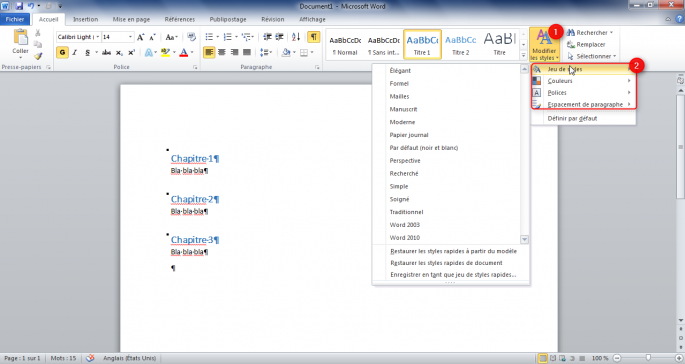 Document1 - Microsoft Word
Fichier Accueil Insertion Mise en page Références Publipostage Révision Affichage
Coller
Calibri Light ( 14
G I S abc
AaBbCcDc AaBbCcDc AaBbCc AaBbCc AaBl
¶ Normal ¶ Sans int... Titre 1 Titre 2 Titre
Modifier les styles
Rechercher
Remplacer
Sélectionner
Presse-papiers Police Paragraphe
1
2
Jeu de styles
Couleurs
Polices
Espacement de paragraphe
Définir par défaut
Élégant
Formel
Mailles
Manuscrit
Moderne
Papier journal
Par défaut (noir et blanc)
Perspective
Recherché
Simple
Soigné
Traditionnel
Word 2003
Word 2010
Restaurer les styles rapides à partir du modèle
Restaurer les styles rapides de document
Enregistrer en tant que jeu de styles rapides...
Chapitre·1¶
Bla·bla·bla¶
Chapitre·2¶
Bla·bla·bla¶
Chapitre·3¶
Bla·bla·bla¶
¶
Page : 1 sur 1 Mots : 15 Anglais (États Unis) 100 %